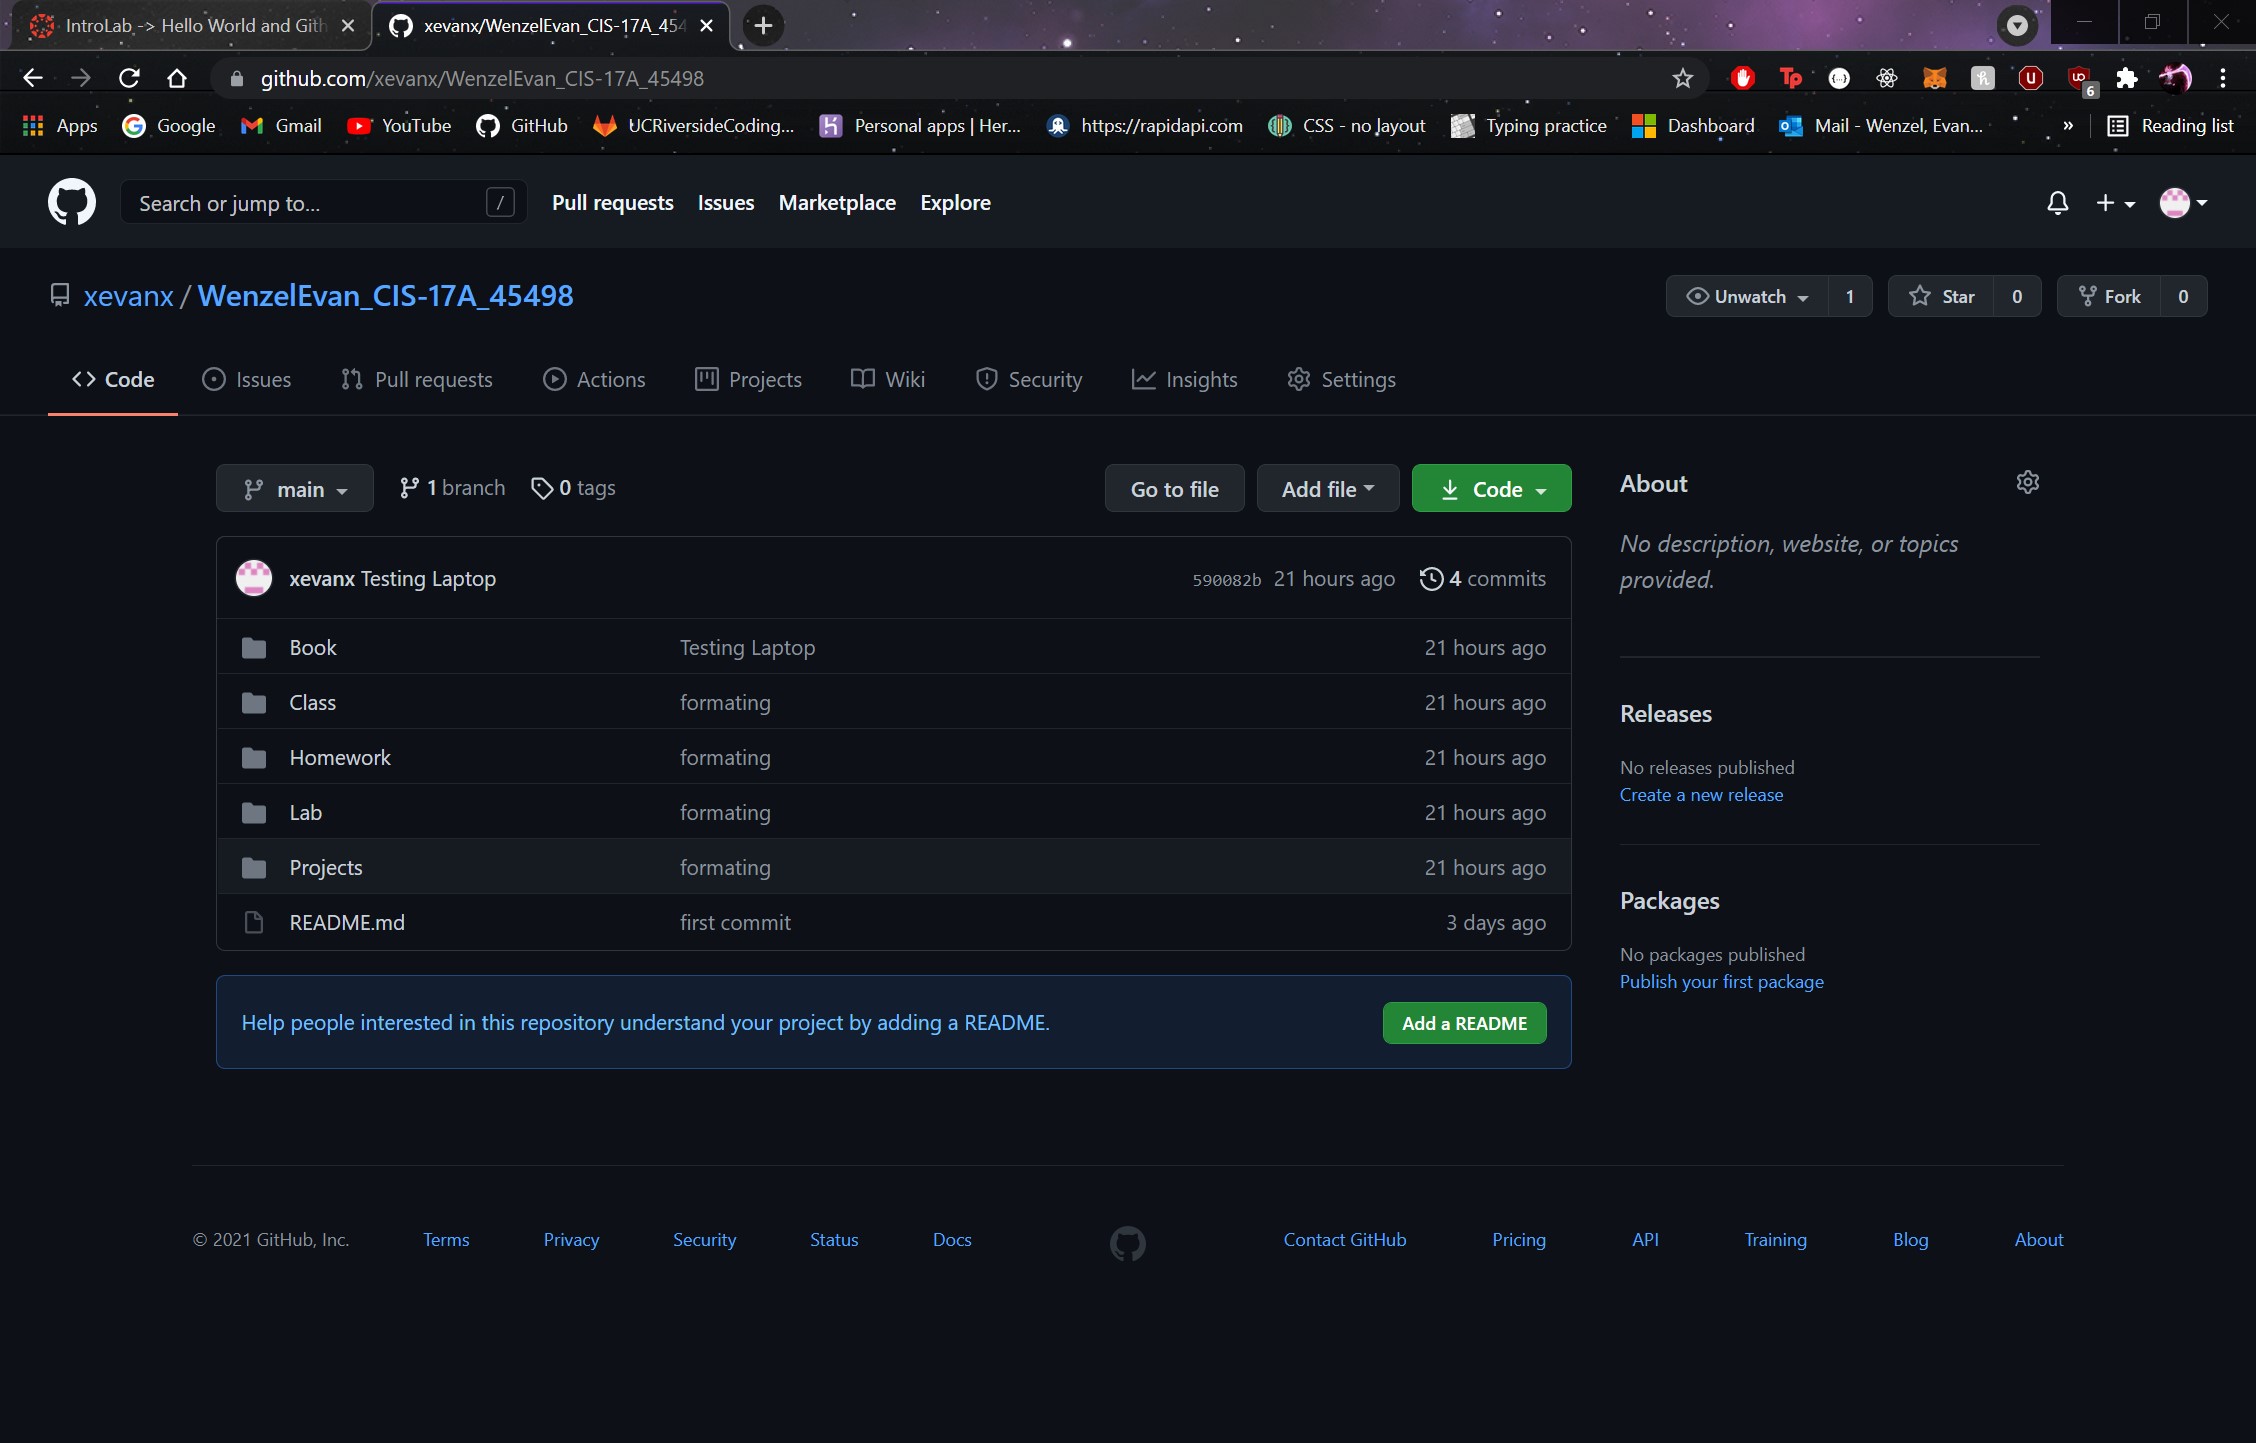 IntroLab -> Hello World and Gith
xevanx/WenzelEvan_CIS-17A_454
github.com/xevanx/WenzelEvan_CIS-17A_45498
6
Apps Google Gmail YouTube GitHub UCRiversideCoding... Personal apps | Her... https://rapidapi.com CSS - no layout Typing practice Dashboard Mail - Wenzel, Evan... » Reading list
Search or jump to... / Pull requests Issues Marketplace Explore
xevanx / WenzelEvan_CIS-17A_45498 Unwatch 1 Star 0 Fork 0
Code Issues Pull requests Actions Projects Wiki Security Insights Settings
main 1 branch 0 tags Go to file Add file Code
xevanx Testing Laptop 590082b 21 hours ago 4 commits
Book Testing Laptop 21 hours ago
Class formating 21 hours ago
Homework formating 21 hours ago
Lab formating 21 hours ago
Projects formating 21 hours ago
README.md first commit 3 days ago
Help people interested in this repository understand your project by adding a README. Add a README
About
No description, website, or topics
provided.
Releases
No releases published
Create a new release
Packages
No packages published
Publish your first package
© 2021 GitHub, Inc. Terms Privacy Security Status Docs Contact GitHub Pricing API Training Blog About